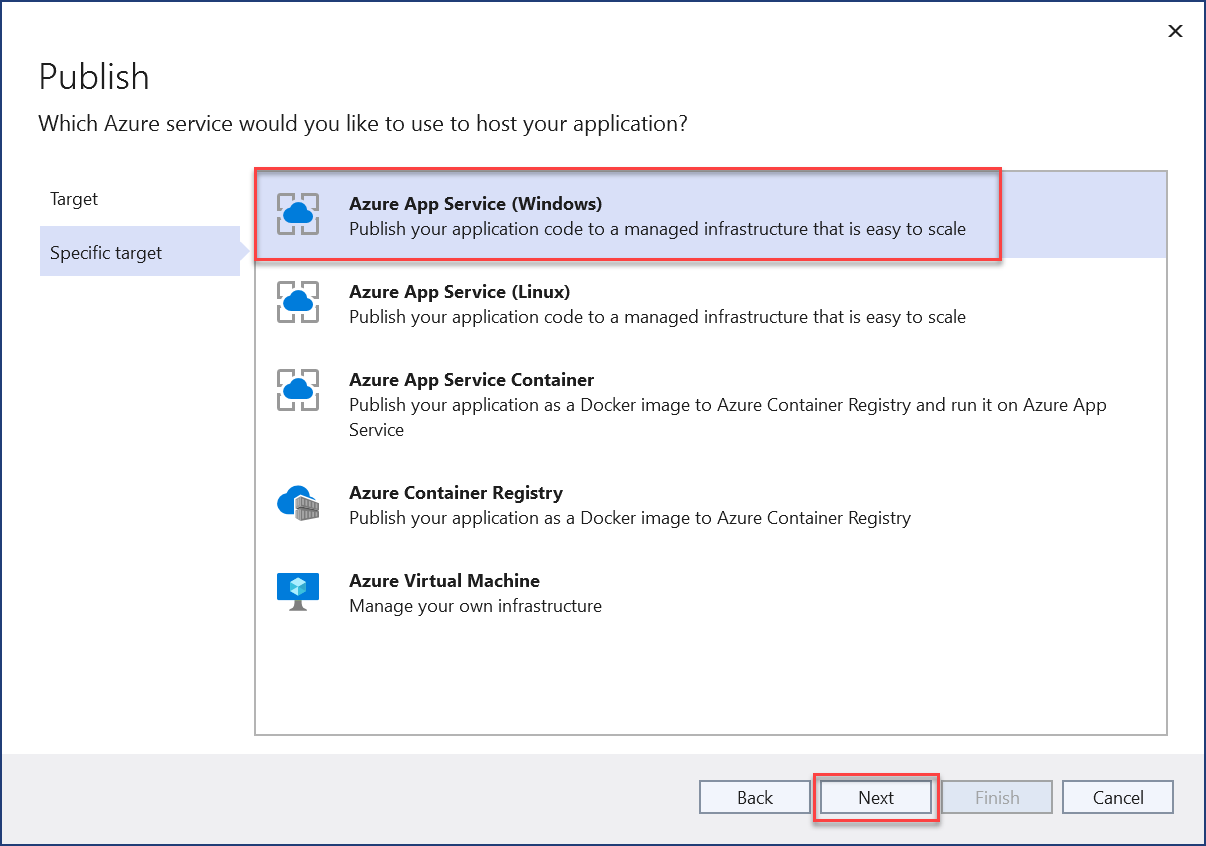 Publish
Which Azure service would you like to use to host your application?
Target
Specific target
Azure App Service (Windows)
Publish your application code to a managed infrastructure that is easy to scale
Azure App Service (Linux)
Publish your application code to a managed infrastructure that is easy to scale
Azure App Service Container
Publish your application as a Docker image to Azure Container Registry and run it on Azure App
Service
Azure Container Registry
Publish your application as a Docker image to Azure Container Registry
Azure Virtual Machine
Manage your own infrastructure
Back
Next
Finish
Cancel